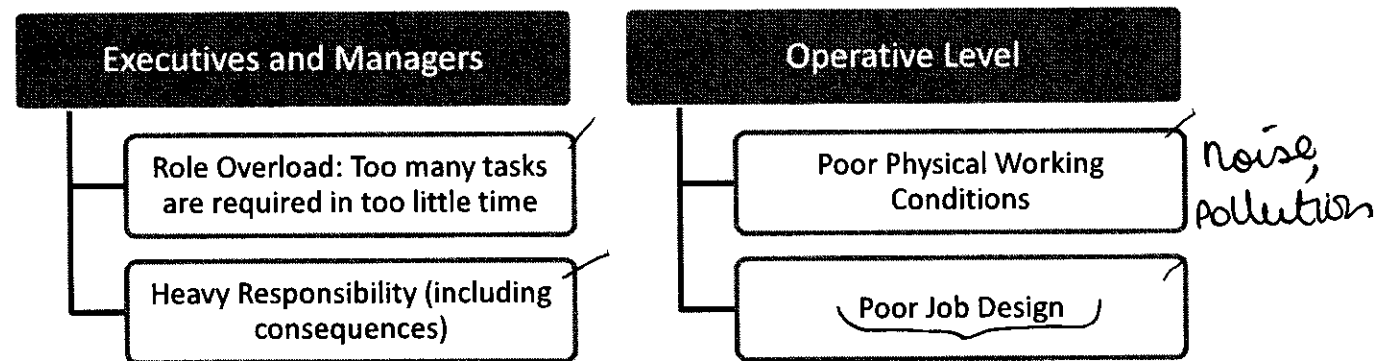 Executives and Managers
Role Overload: Too many tasks
are required in too little time
Heavy Responsibility (including
consequences)
Operative Level
Poor Physical Working
Conditions
noise,
pollution
Poor Job Design